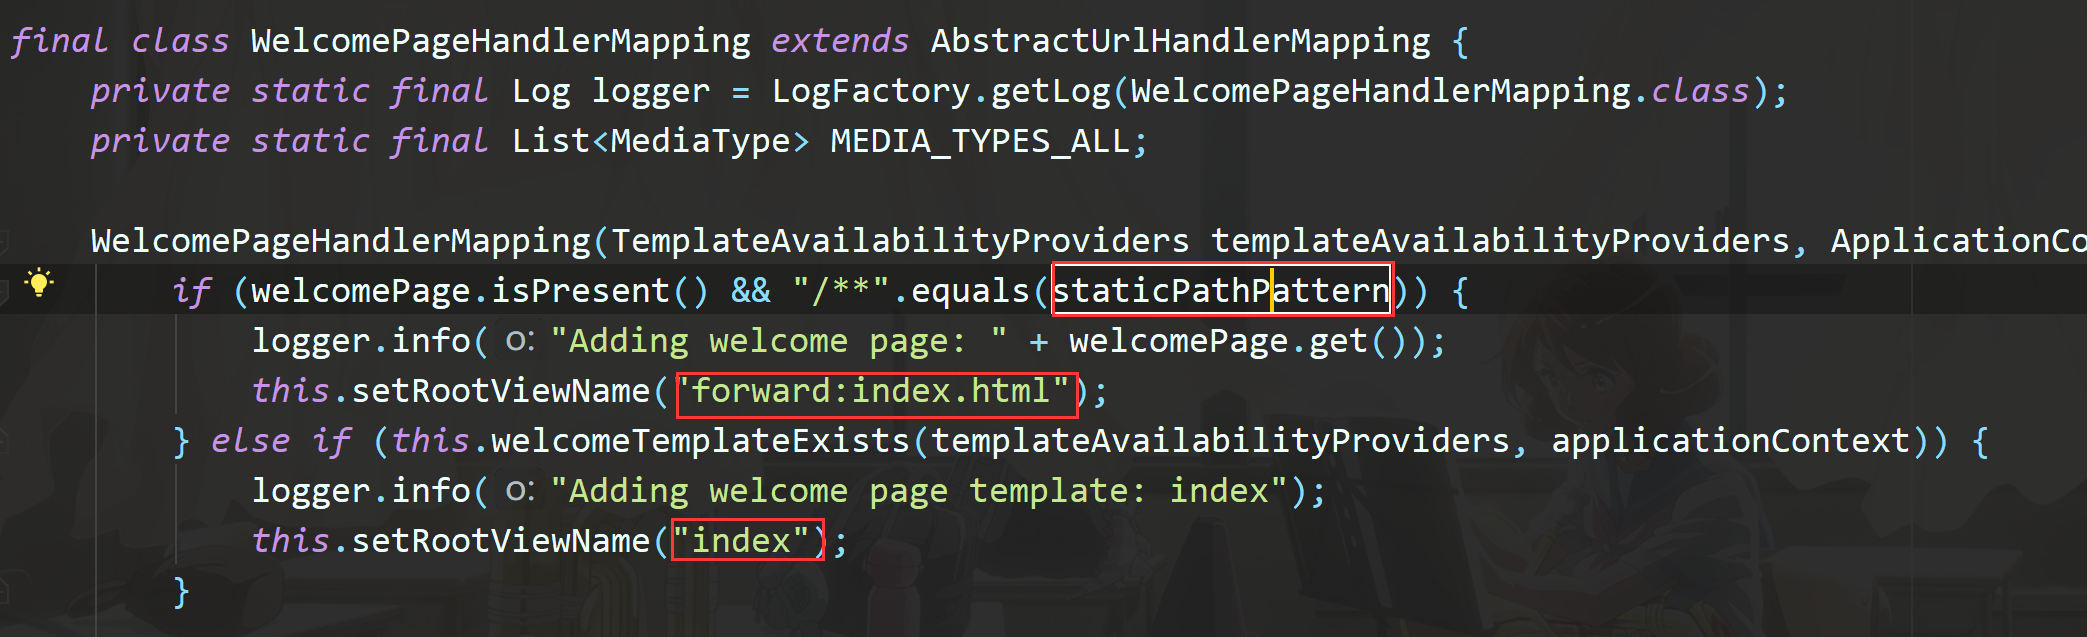 final class WelcomePageHandlerMapping extends AbstractUrlHandlerMapping {
private static final Log logger = LogFactory.getLog(WelcomePageHandlerMapping.class);
private static final List<MediaType> MEDIA_TYPES_ALL;
WelcomePageHandlerMapping(TemplateAvailabilityProviders templateAvailabilityProviders, ApplicationCo
if (welcomePage.isPresent() && "/**".equals(staticPathPattern)) {
logger.info( o: "Adding welcome page: " + welcomePage.get());
this.setRootViewName("forward:index.html");
} else if (this.welcomeTemplateExists(templateAvailabilityProviders, applicationContext)) {
logger.info( o: "Adding welcome page template: index");
this.setRootViewName("index");
}